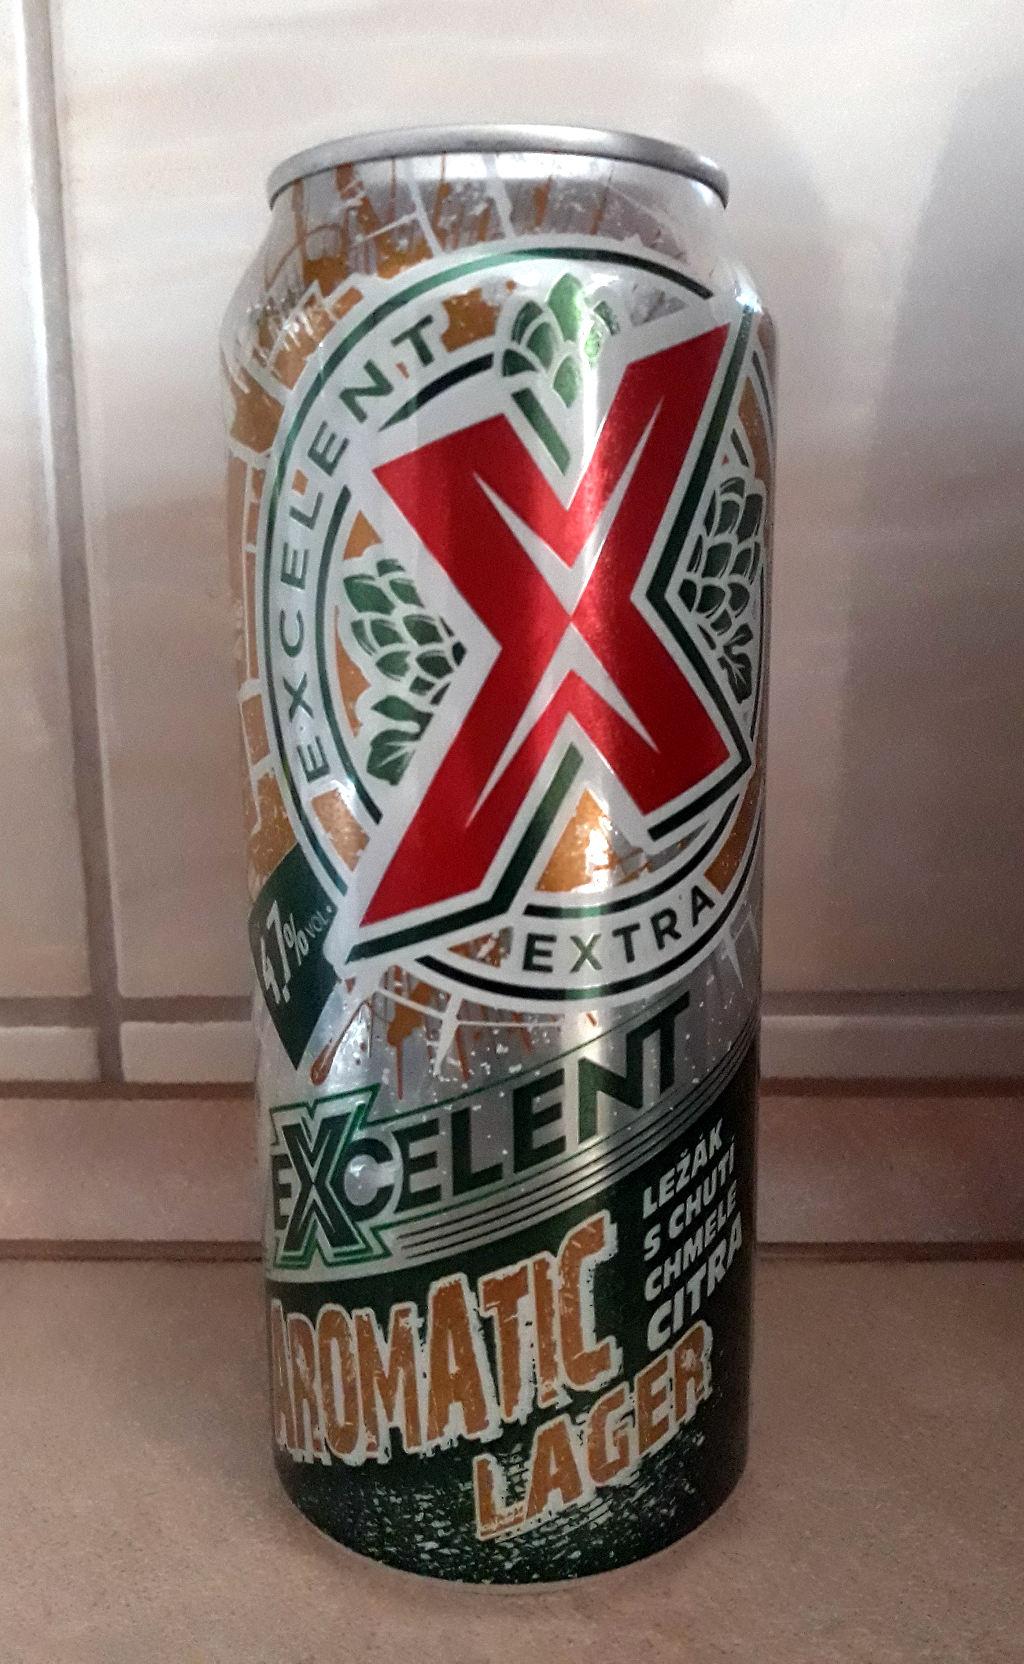 EXCELENT
X
EXTRA
4,7% VOL.
EXCELENT
LEŽÁK
S CHUTÍ
CHMELE
CITRA
AROMATIC
LAGER